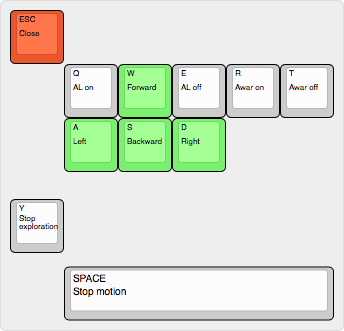 ESC
Close
Q
AL on
W
Forward
E
AL off
R
Awar on
T
Awar off
A
Left
S
Backward
D
Right
Y
Stop
exploration
SPACE
Stop motion